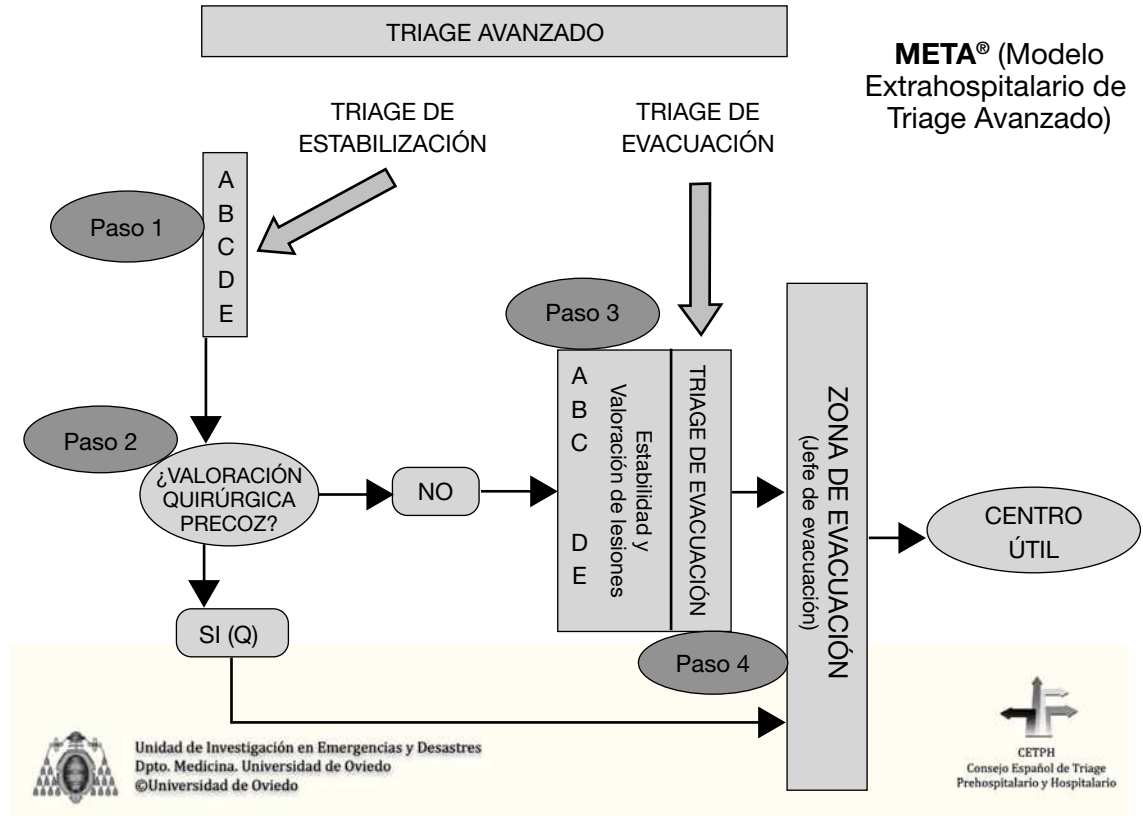 TRIAGE AVANZADO
META® (Modelo
Extrahospitalario de
Triage Avanzado)
TRIAGE DE
ESTABILIZACIÓN
TRIAGE DE
EVACUACIÓN
Paso 1
A
B
C
D
E
Paso 2
¿VALORACIÓN
QUIRÚRGICA
PRECOZ?
NO
SI (Q)
Paso 3
A
B
C
D
E
Estabilidad y
Valoración de lesiones
TRIAGE DE EVACUACIÓN
Paso 4
ZONA DE EVACUACIÓN
(Jefe de evacuación)
CENTRO
ÚTIL
Unidad de Investigación en Emergencias y Desastres
Dpto. Medicina. Universidad de Oviedo
©Universidad de Oviedo
CETPH
Consejo Español de Triage
Prehospitalario y Hospitalario